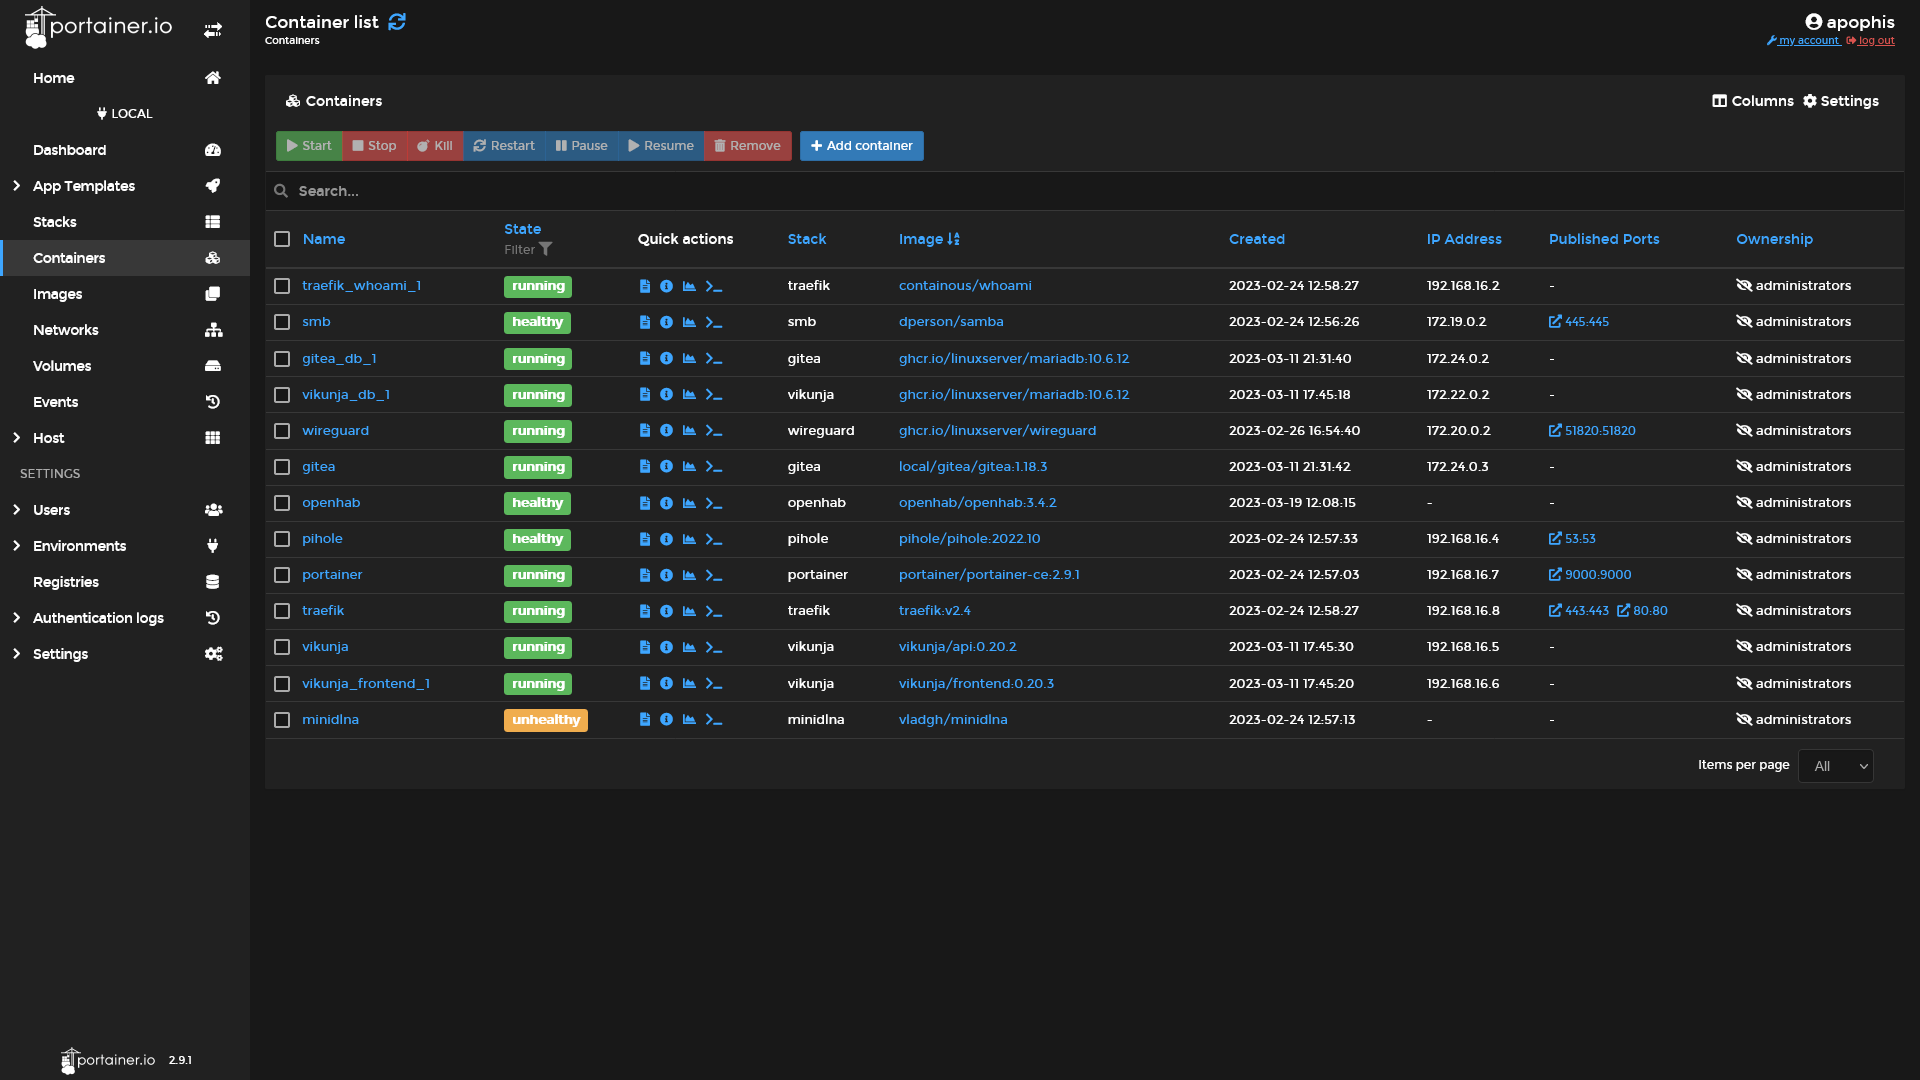 portainer.io
Home
LOCAL
Dashboard
App Templates
Stacks
Containers
Images
Networks
Volumes
Events
Host
SETTINGS
Users
Environments
Registries
Authentication logs
Settings
portainer.io 2.9.1
Container list
Containers
apophis
my account log out
Containers
Columns Settings
Start Stop Kill Restart Pause Resume Remove Add container
Search...
Name State Filter Quick actions Stack Image Created IP Address Published Ports Ownership
traefik_whoami_1 running traefik containous/whoami 2023-02-24 12:58:27 192.168.16.2 - administrators
smb healthy smb dperson/samba 2023-02-24 12:56:26 172.19.0.2 445:445 administrators
gitea_db_1 running gitea ghcr.io/linuxserver/mariadb:10.6.12 2023-03-11 21:31:40 172.24.0.2 - administrators
vikunja_db_1 running vikunja ghcr.io/linuxserver/mariadb:10.6.12 2023-03-11 17:45:18 172.22.0.2 - administrators
wireguard running wireguard ghcr.io/linuxserver/wireguard 2023-02-26 16:54:40 172.20.0.2 51820:51820 administrators
gitea running gitea local/gitea/gitea:1.18.3 2023-03-11 21:31:42 172.24.0.3 - administrators
openhab healthy openhab openhab/openhab:3.4.2 2023-03-19 12:08:15 - - administrators
pihole healthy pihole pihole/pihole:2022.10 2023-02-24 12:57:33 192.168.16.4 53:53 administrators
portainer running portainer portainer/portainer-ce:2.9.1 2023-02-24 12:57:03 192.168.16.7 9000:9000 administrators
traefik running traefik traefik:v2.4 2023-02-24 12:58:27 192.168.16.8 443:443 80:80 administrators
vikunja running vikunja vikunja/api:0.20.2 2023-03-11 17:45:30 192.168.16.5 - administrators
vikunja_frontend_1 running vikunja vikunja/frontend:0.20.3 2023-03-11 17:45:20 192.168.16.6 - administrators
minidlna unhealthy minidlna vladgh/minidlna 2023-02-24 12:57:13 - - administrators
Items per page All